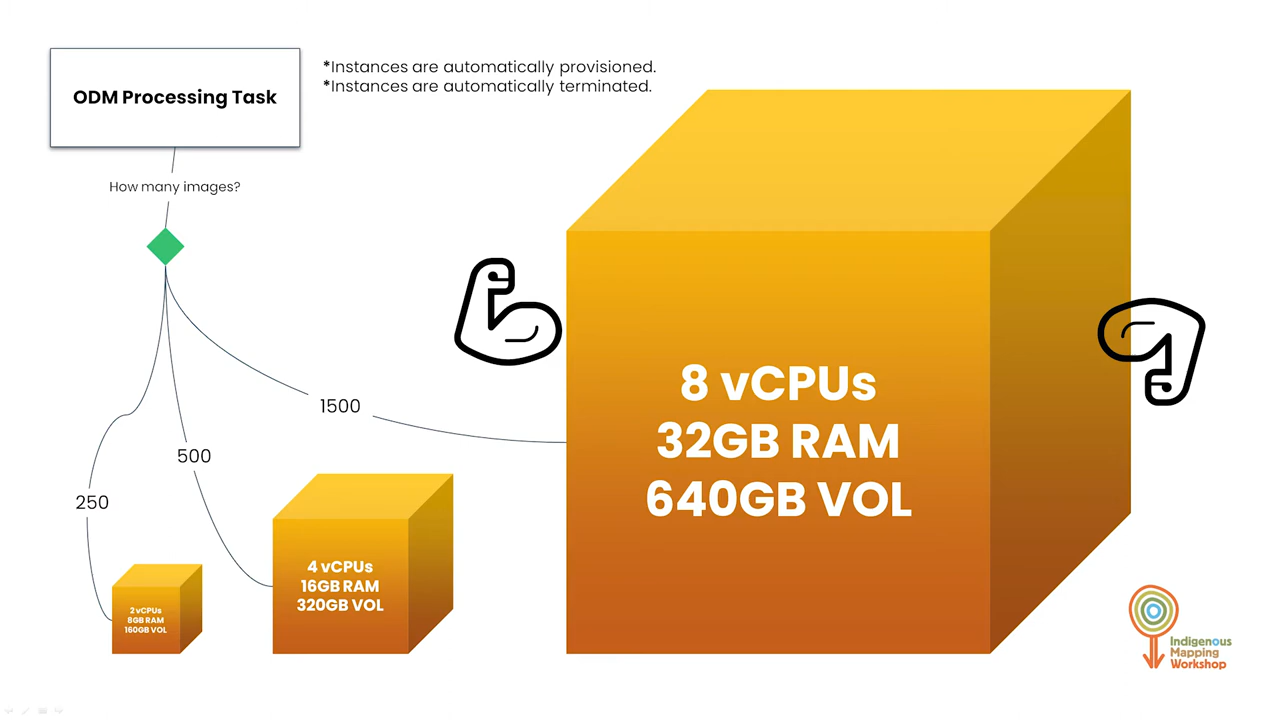 ODM Processing Task
*Instances are automatically provisioned.
*Instances are automatically terminated.
How many images?
1500
500
250
8 vCPUs
32GB RAM
640GB VOL
4 vCPUs
16GB RAM
320GB VOL
2 vCPUs
8GB RAM
160GB VOL
Indigenous
Mapping
Workshop